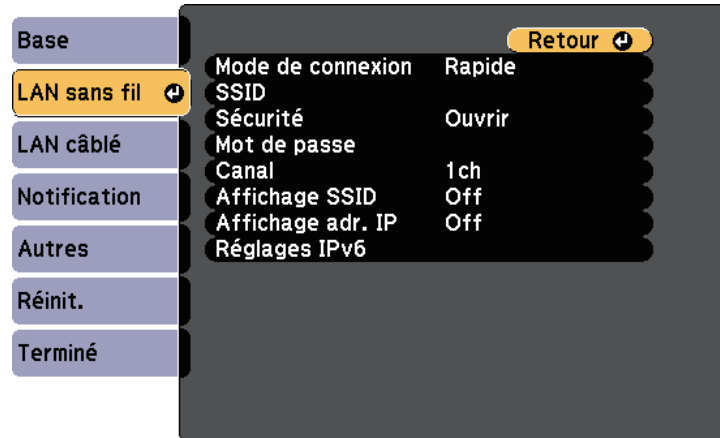 Base
LAN sans fil
LAN câblé
Notification
Autres
Réinit.
Terminé
Retour
Mode de connexion Rapide
SSID
Sécurité Ouvrir
Mot de passe
Canal 1ch
Affichage SSID Off
Affichage adr. IP Off
Réglages IPv6